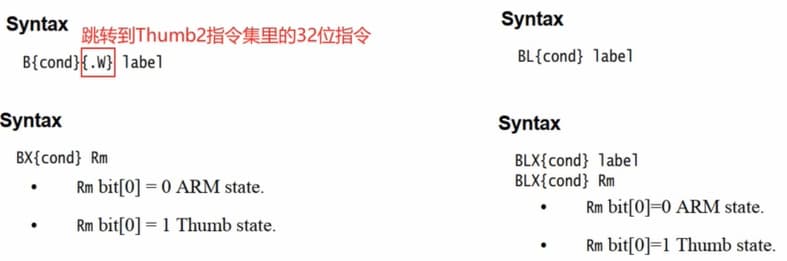 Syntax
跳转到Thumb2指令集里的32位指令
B{cond}{.W} label
Syntax
BX{cond} Rm
• Rm bit[0] = 0 ARM state.
• Rm bit[0] = 1 Thumb state.
Syntax
BL{cond} label
Syntax
BLX{cond} label
BLX{cond} Rm
• Rm bit[0]=0 ARM state.
• Rm bit[0]=1 Thumb state.